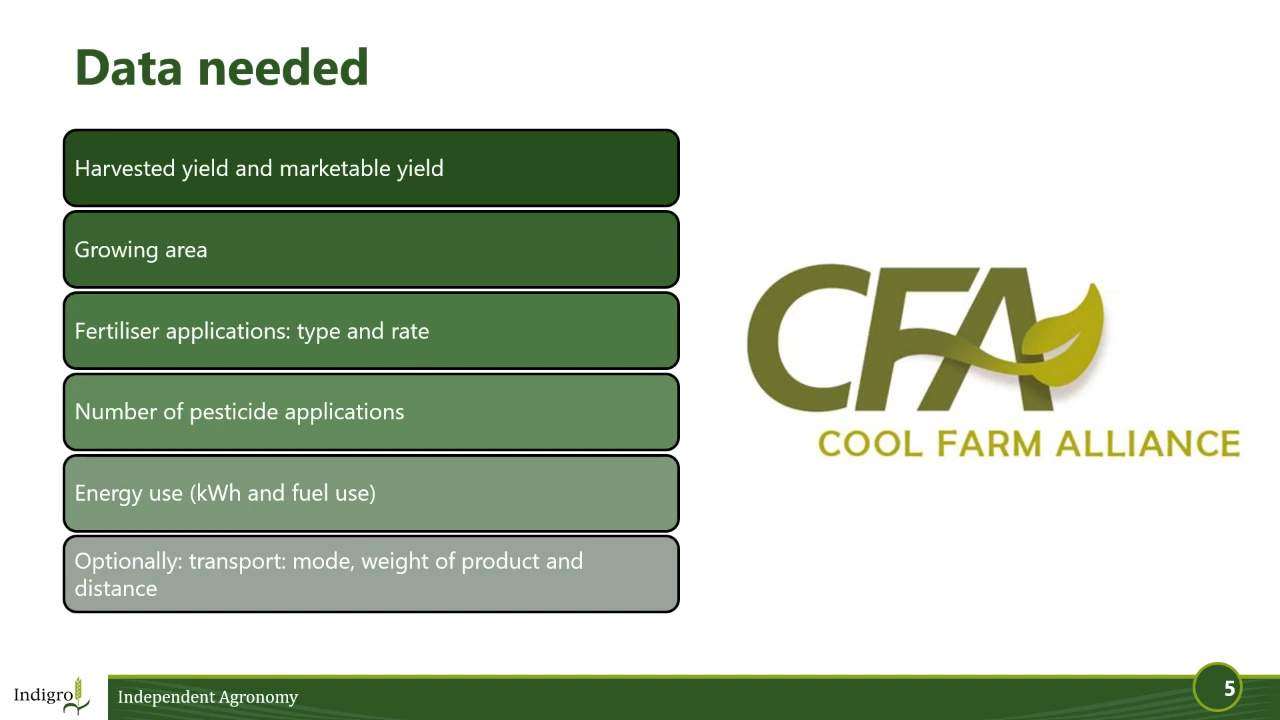 Data needed
Harvested yield and marketable yield
Growing area
Fertiliser applications: type and rate
Number of pesticide applications
Energy use (kWh and fuel use)
Optionally: transport: mode, weight of product and
distance
CFA
COOL FARM ALLIANCE
Indigro
Independent Agronomy
5